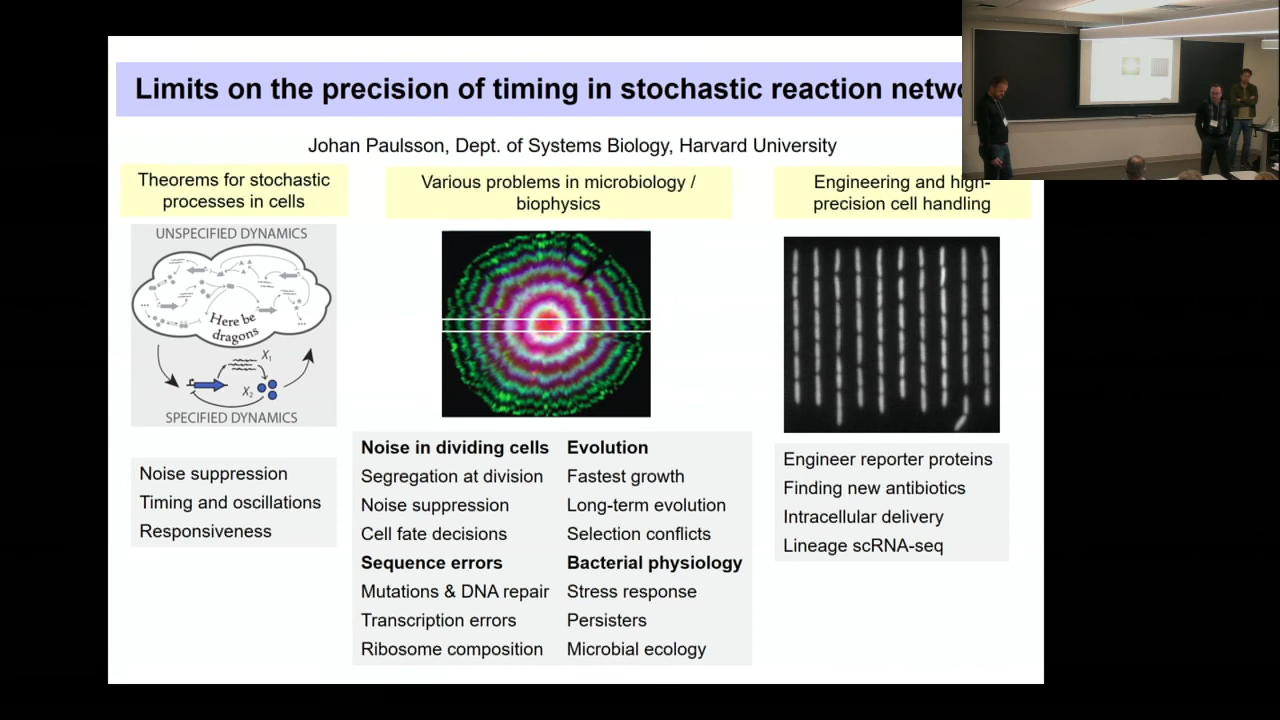 Limits on the precision of timing in stochastic reaction netwo
Johan Paulsson, Dept. of Systems Biology, Harvard University
Theorems for stochastic
processes in cells
UNSPECIFIED DYNAMICS
Here be
dragons
X₁
X₂
SPECIFIED DYNAMICS
Noise suppression
Timing and oscillations
Responsiveness
Various problems in microbiology /
biophysics
Noise in dividing cells
Segregation at division
Noise suppression
Cell fate decisions
Sequence errors
Mutations & DNA repair
Transcription errors
Ribosome composition
Evolution
Fastest growth
Long-term evolution
Selection conflicts
Bacterial physiology
Stress response
Persisters
Microbial ecology
Engineering and high-
precision cell handling
Engineer reporter proteins
Finding new antibiotics
Intracellular delivery
Lineage scRNA-seq